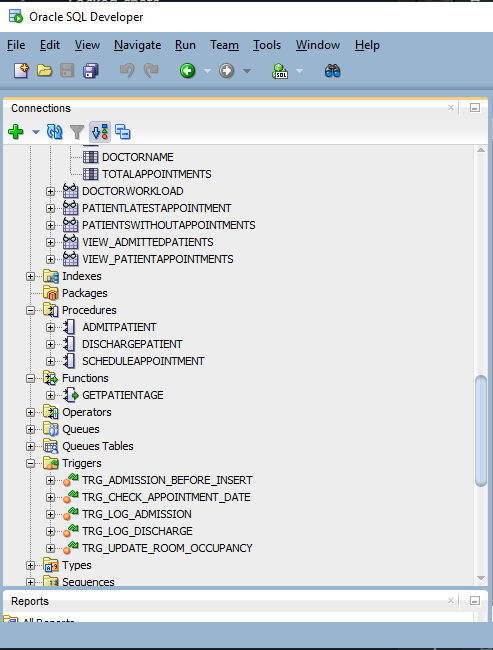 Oracle SQL Developer
File Edit View Navigate Run Team Tools Window Help
SQL
Connections
DOCTORNAME
TOTALAPPOINTMENTS
DOCTORWORKLOAD
PATIENTLATESTAPPOINTMENT
PATIENTSWITHOUTAPPOINTMENTS
VIEW_ADMITTEDPATIENTS
VIEW_PATIENTAPPOINTMENTS
Indexes
Packages
Procedures
ADMITPATIENT
DISCHARGEPATIENT
SCHEDULEAPPOINTMENT
Functions
GETPATIENTAGE
Operators
Queues
Queues Tables
Triggers
TRG_ADMISSION_BEFORE_INSERT
TRG_CHECK_APPOINTMENT_DATE
TRG_LOG_ADMISSION
TRG_LOG_DISCHARGE
TRG_UPDATE_ROOM_OCCUPANCY
Types
Sequences
Reports
All Reports